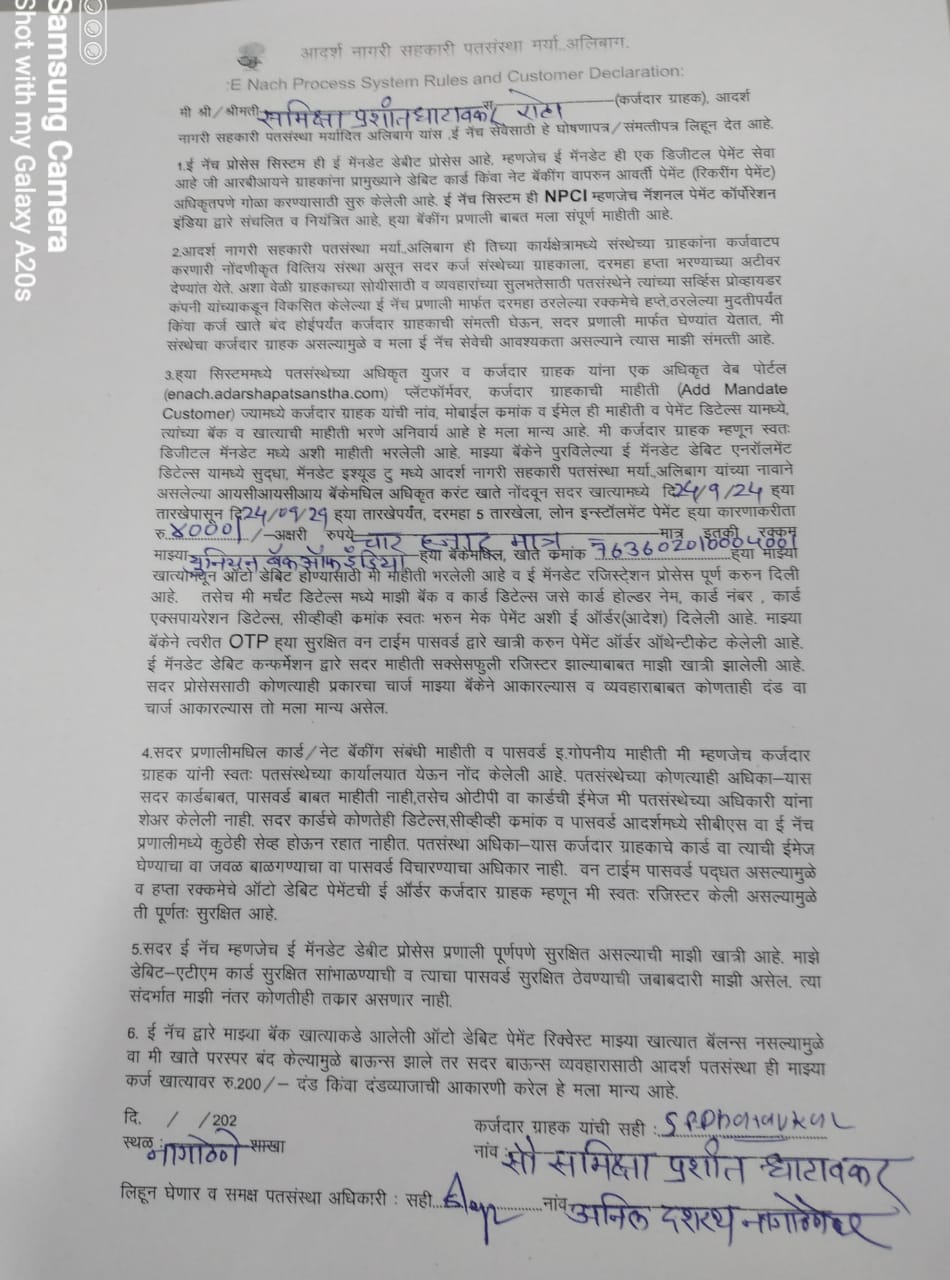 आदर्श नागरी सहकारी पतसंस्था मर्या.अलिबाग.
:E Nach Process System Rules and Customer Declaration:
मी श्री/श्रीमती समिक्षा प्रशांत धाटावकर (कर्जदार ग्राहक), आदर्श
नागरी सहकारी पतसंस्था मर्यादित अलिबाग यांस ,ई नॅच सेवेसाठी हे घोषणापत्र/संमत्तीपत्र लिहून देत आहे.
1.ई नॅच प्रोसेस सिस्टम ही ई मॅनडेट डेबीट प्रोसेस आहे, म्हणजेच ई मॅनडेट ही एक डिजीटल पेमेंट सेवा
आहे जी आरबीआयने ग्राहकांना प्रामुख्याने डेबिट कार्ड किंवा नेट बॅकींग वापरुन आवर्ती पेमेंट (रिकरींग पेमेंट)
अधिकृतपणे गोळा करण्यासाठी सुरु केलेली आहे. ई नॅच सिस्टम ही NPCI म्हणजेच नॅशनल पेमेंट कॉर्पोरेशन
इंडिया द्वारा संचलित व नियंत्रित आहे, ह्या बॅकींग प्रणाली बाबत मला संपूर्ण माहीती आहे.
2.आदर्श नागरी सहकारी पतसंस्था मर्या.अलिबाग ही तिच्या कार्यक्षेत्रामध्ये संस्थेच्या ग्राहकांना कर्जवाटप
करणारी नोंदणीकृत वित्तिय संस्था असून सदर कर्ज संस्थेच्या ग्राहकाला, दरमहा हप्ता भरण्याच्या अटीवर
देण्यांत येते. अशा वेळी ग्राहकाच्या सोयीसाठी व व्यवहारांच्या सुलभतेसाठी पतसंस्थेने त्यांच्या सर्व्हिस प्रोव्हायडर
कंपनी यांच्याकडून विकसित केलेल्या ई नॅच प्रणाली मार्फत दरमहा ठरलेल्या रक्कमेचे हप्ते,ठरलेल्या मुदतीपर्यंत
किंवा कर्ज खाते बंद होईपर्यंत कर्जदार ग्राहकाची संमत्ती घेऊन, सदर प्रणाली मार्फत घेण्यांत येतात, मी
संस्थेचा कर्जदार ग्राहक असल्यामुळे व मला ई नॅच सेवेची आवश्यकता असल्याने त्यास माझी संमत्ती आहे.
3.हया सिस्टममध्ये पतसंस्थेच्या अधिकृत युजर व कर्जदार ग्राहक यांना एक अधिकृत वेब पोर्टल
(enach.adarshapatsanstha.com) प्लॅटफॉर्मवर, कर्जदार ग्राहकाची माहीती (Add Mandate
Customer) ज्यामध्ये कर्जदार ग्राहक यांची नांव, मोबाईल कमांक व ईमेल ही माहीती व पेमेंट डिटेल्स यामध्ये,
त्यांच्या बॅक व खात्याची माहीती भरणे अनिवार्य आहे हे मला मान्य आहे. मी कर्जदार ग्राहक म्हणून स्वतः
डिजीटल मॅनडेट मध्ये अशी माहीती भरलेली आहे. माझ्या बॅकेने पुरविलेल्या ई मॅनडेट डेबिट एनरॉलमेंट
डिटेल्स यामध्ये सुद्धा, मॅनडेट इश्यूड टु मध्ये आदर्श नागरी सहकारी पतसंस्था मर्या.,अलिबाग यांच्या नावाने
असलेल्या आयसीआयसीआय बॅकेमधिल अधिकृत करंट खाते नोंदवून सदर खात्यामध्ये दि24/9/24 ह्या
तारखेपासून दि24/09/29 ह्या तारखेपर्यंत, दरमहा 5 तारखेला, लोन इन्स्टॉलमेंट पेमेंट ह्या कारणाकरीता
रु.४०००/–अक्षरी रुपये चार हजार मात्र मात्र इतकी रक्कम
माझ्या युनियन बँक ऑफ इंडिया ह्या बॅकेमधिल, खाते कमांक 763602010004001 ह्या माझ्या
खात्योमधून ऑटो डेबिट होण्यासाठी मी माहीती भरलेली आहे व ई मॅनडेट रजिस्टे्शन प्रोसेस पूर्ण करुन दिली
आहे. तसेच मी मर्चंट डिटेल्स मध्ये माझी बॅक व कार्ड डिटेल्स जसे कार्ड होल्डर नेम, कार्ड नंबर , कार्ड
एक्सपायरेशन डिटेल्स, सीव्हीव्ही कमांक स्वतः भरुन मेक पेमेंट अशी ई ऑर्डर(आदेश) दिलेली आहे. माझ्या
बॅकेने त्वरीत OTP ह्या सुरक्षित वन टाईम पासवर्ड द्वारे खात्री करुन पेमेंट ऑर्डर ऑथेन्टीकेट केलेली आहे.
ई मॅनडेट डेबिट कन्फर्मेशन द्वारे सदर माहीती सक्सेसफुली रजिस्टर झाल्याबाबत माझी खात्री झालेली आहे.
सदर प्रोसेससाठी कोणत्याही प्रकारचा चार्ज माझ्या बॅकेने आकारल्यास व व्यवहाराबाबत कोणताही दंड वा
चार्ज आकारल्यास तो मला मान्य असेल.
4.सदर प्रणालीमधिल कार्ड/नेट बॅकींग संबंधी माहीती व पासवर्ड इ.गोपनीय माहीती मी म्हणजेच कर्जदार
ग्राहक यांनी स्वतः पतसंस्थेच्या कार्यालयात येऊन नोंद केलेली आहे. पतसंस्थेच्या कोणत्याही अधिका–यास
सदर कार्डबाबत, पासवर्ड बाबत माहीती नाही,तसेच ओटीपी वा कार्डची ईमेज मी पतसंस्थेच्या अधिकारी यांना
शेअर केलेली नाही. सदर कार्डचे कोणतेही डिटेल्स,सीव्हीव्ही कमांक व पासवर्ड आदर्शमध्ये सीबीएस वा ई नॅच
प्रणालीमध्ये कुठेही सेव्ह होऊन रहात नाहीत. पतसंस्था अधिका–यास कर्जदार ग्राहकाचे कार्ड वा त्याची ईमेज
घेण्याचा वा जवळ बाळगण्याचा वा पासवर्ड विचारण्याचा अधिकार नाही. वन टाईम पासवर्ड पद्धत असल्यामुळे
व हप्ता रक्कमेचे ऑटो डेबिट पेमेंटची ई ऑर्डर कर्जदार ग्राहक म्हणून मी स्वतः रजिस्टर केली असल्यामुळे
ती पूर्णतः सुरक्षित आहे.
5.सदर ई नॅच म्हणजेच ई मॅनडेट डेबीट प्रोसेस प्रणाली पूर्णपणे सुरक्षित असल्याची माझी खात्री आहे. माझे
डेबिट–एटीएम कार्ड सुरक्षित सांभाळण्याची व त्याचा पासवर्ड सुरक्षित ठेवण्याची जबाबदारी माझी असेल. त्या
संदर्भात माझी नंतर कोणतीही तकार असणार नाही.
6. ई नॅच द्वारे माझ्या बॅक खात्याकडे आलेली ऑटो डेबिट पेमेंट रिक्वेस्ट माझ्या खात्यात बॅलन्स नसल्यामुळे
वा मी खाते परस्पर बंद केल्यामुळे बाऊन्स झाले तर सदर बाऊन्स व्यवहारासाठी आदर्श पतसंस्था ही माझ्या
कर्ज खात्यावर रु.200/– दंड किंवा दंडव्याजाची आकारणी करेल हे मला मान्य आहे.
दि. / /202
कर्जदार ग्राहक यांची सही : S P Dhatavkar
स्थळ : नागोठणे शाखा
नांव : सौ समिक्षा प्रशांत धाटावकर
लिहून घेणार व समक्ष पतसंस्था अधिकारी : सही नांव अनिल दशरथ नागोठणेकर
Samsung Camera
Shot with my Galaxy A20s